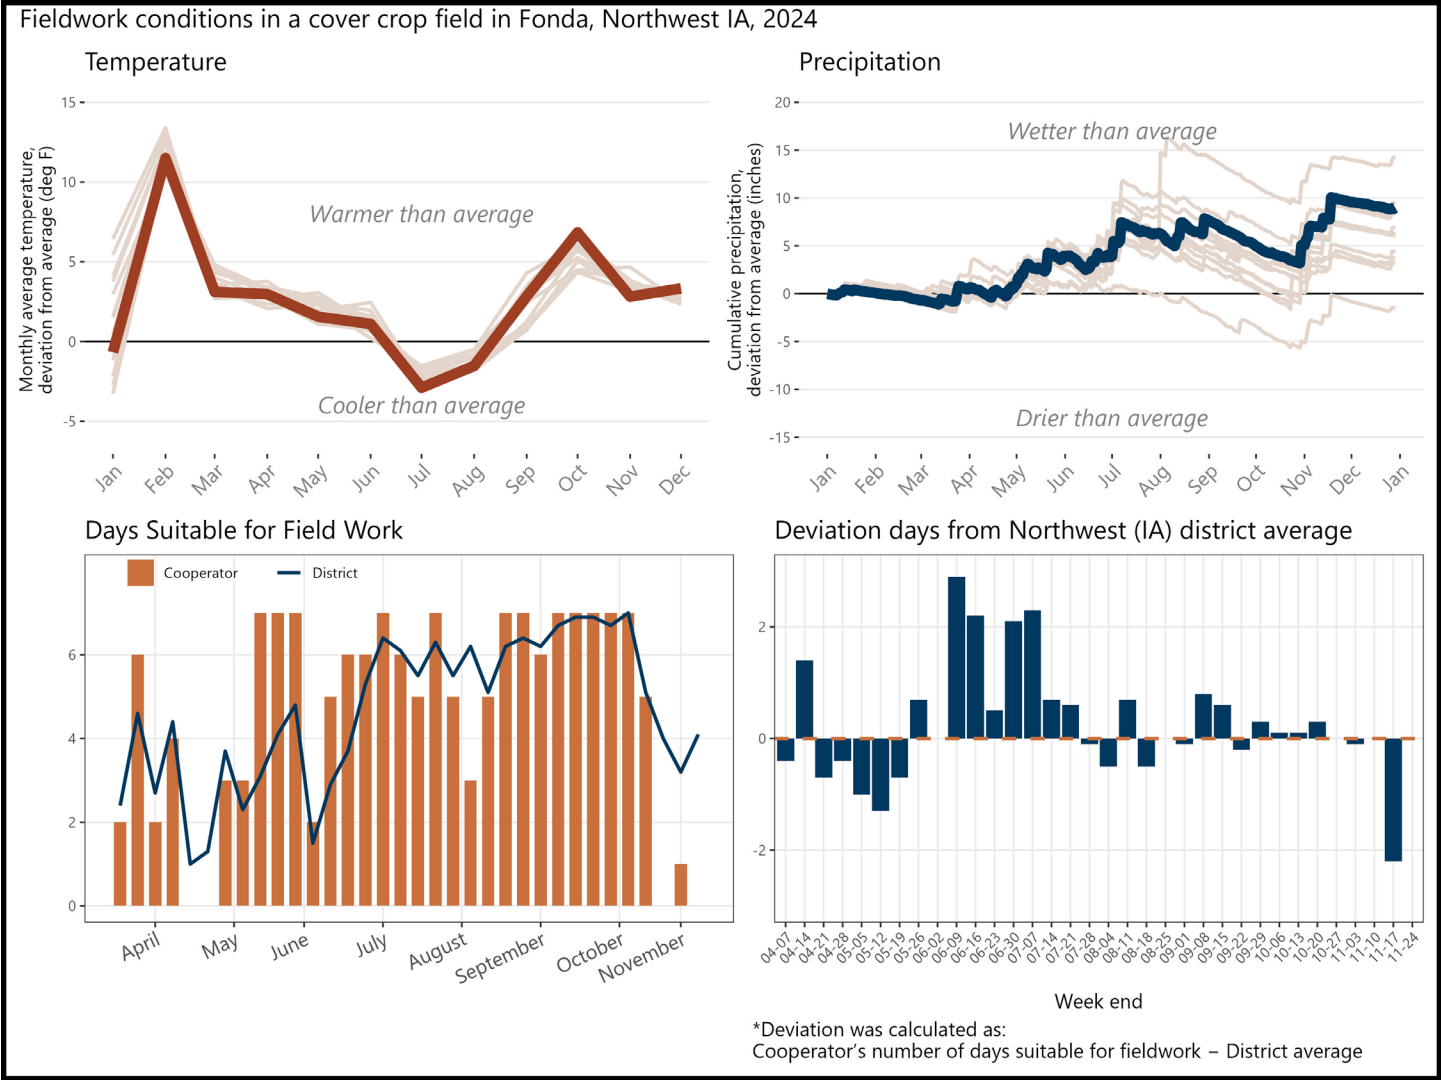 Fieldwork conditions in a cover crop field in Fonda, Northwest IA, 2024
Temperature
Monthly average temperature,
deviation from average (deg F)
15
10
5
0
-5
Warmer than average
Cooler than average
Jan
Feb
Mar
Apr
May
Jun
Jul
Aug
Sep
Oct
Nov
Dec
Precipitation
Cumulative precipitation,
deviation from average (inches)
20
15
10
5
0
-5
-10
-15
Wetter than average
Drier than average
Jan
Feb
Mar
Apr
May
Jun
Jul
Aug
Sep
Oct
Nov
Dec
Jan
Days Suitable for Field Work
Cooperator
District
6
4
2
0
April
May
June
July
August
September
October
November
Deviation days from Northwest (IA) district average
2
0
-2
04-07
04-14
04-21
04-28
05-05
05-12
05-19
05-26
06-02
06-09
06-16
06-23
06-30
07-07
07-14
07-21
07-28
08-04
08-11
08-18
08-25
09-01
09-08
09-15
09-22
09-29
10-06
10-13
10-20
10-27
11-03
11-10
11-17
11-24
Week end
*Deviation was calculated as:
Cooperator's number of days suitable for fieldwork – District average